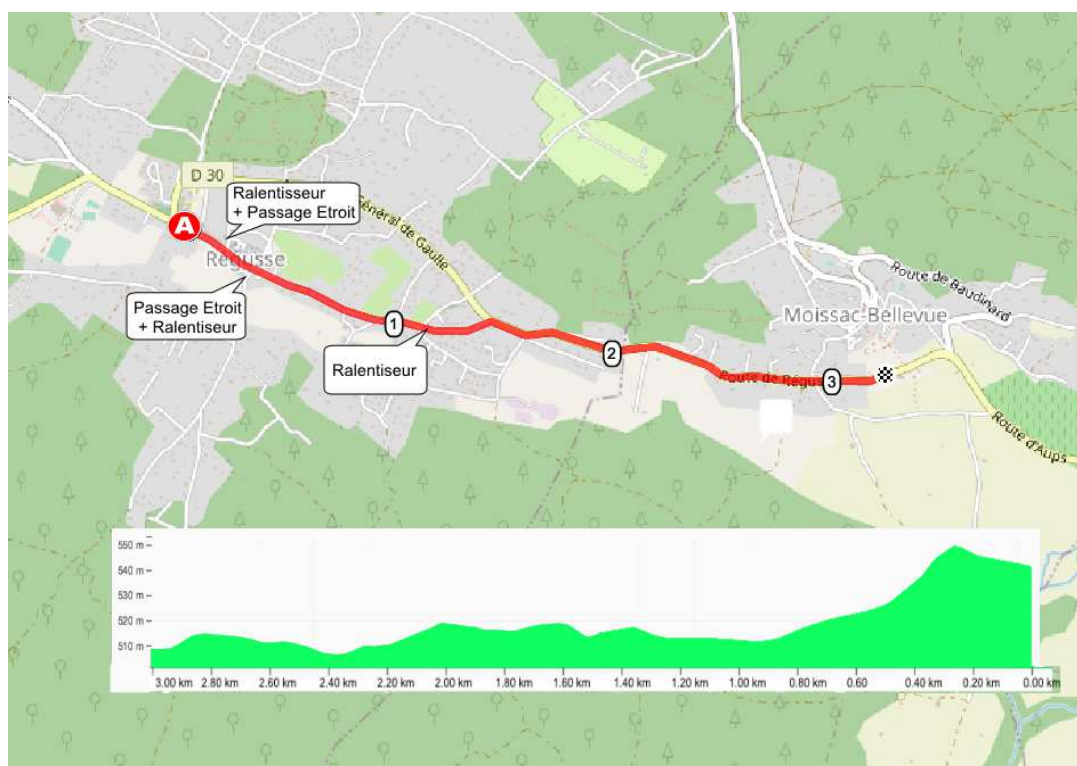 D 30
Ralentisseur
+ Passage Etroit
A
Général de Gaulle
Régusse
Passage Etroit
+ Ralentiseur
1
Ralentiseur
2
Route de Régus
3
Moissac-Bellevue
Route de Baudinard
Route d'Aups
550 m
540 m
530 m
520 m
510 m
3.00 km 2.80 km 2.60 km 2.40 km 2.20 km 2.00 km 1.80 km 1.60 km 1.40 km 1.20 km 1.00 km 0.80 km 0.60 km 0.40 km 0.20 km 0.00 km